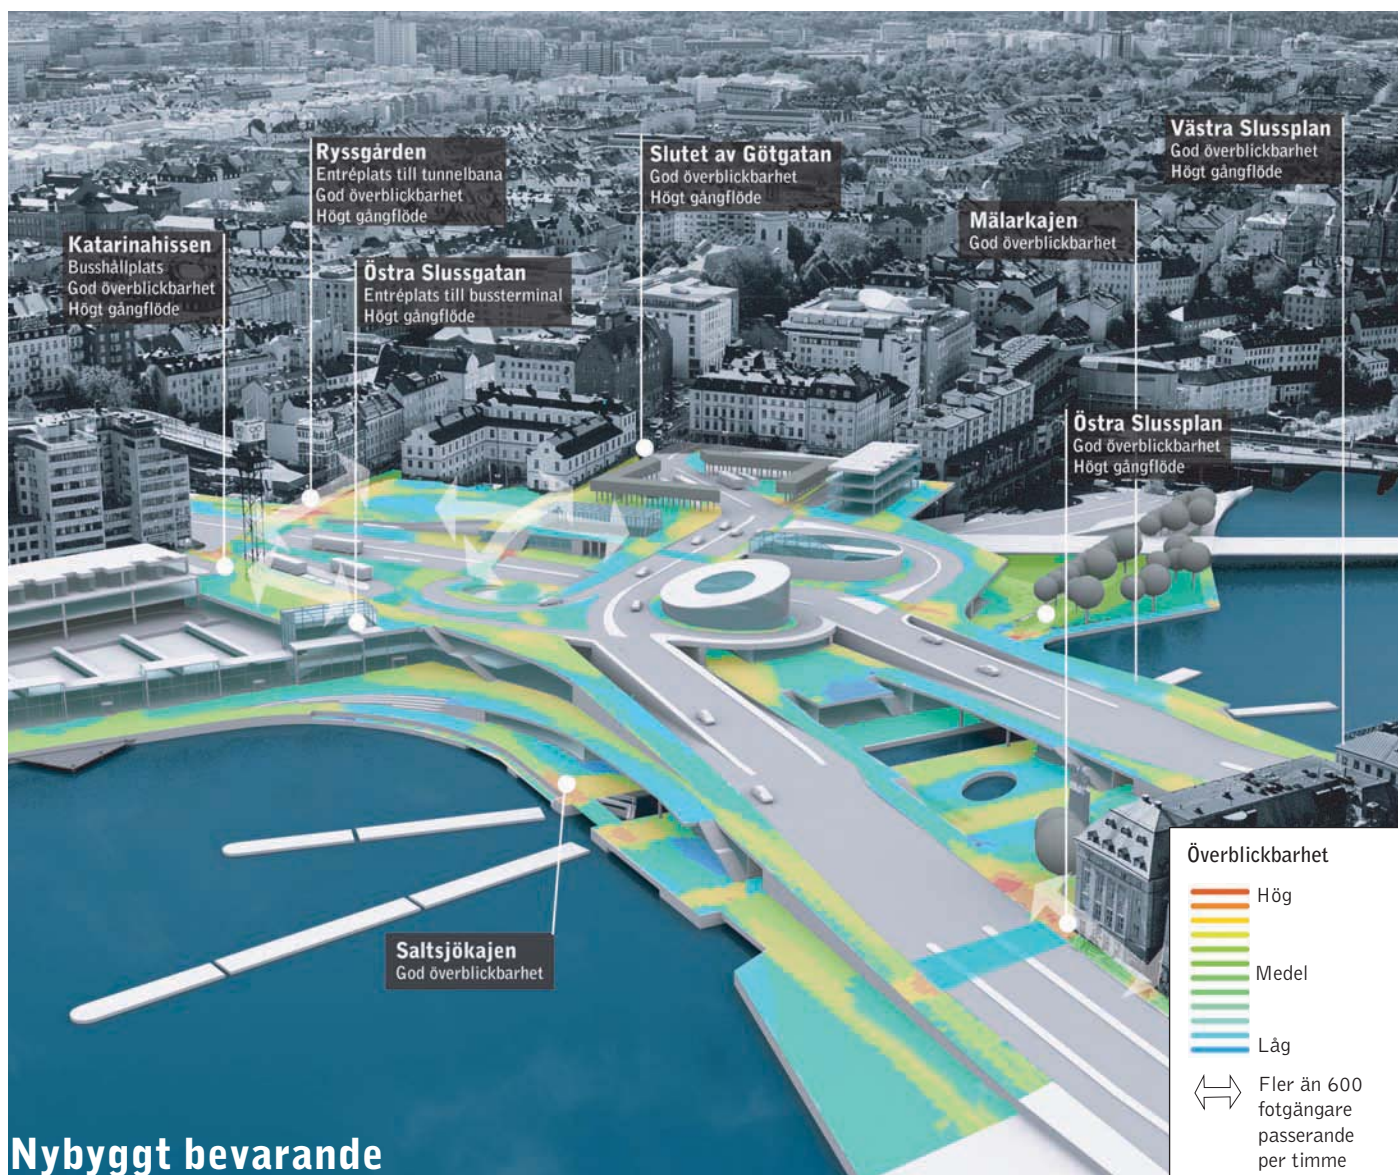 Ryssgården
Entréplats till tunnelbana
God överblickbarhet
Högt gångflöde
Slutet av Götgatan
God överblickbarhet
Högt gångflöde
Västra Slussplan
God överblickbarhet
Högt gångflöde
Mälarkajen
God överblickbarhet
Katarinahissen
Busshållplats
God överblickbarhet
Högt gångflöde
Östra Slussgatan
Entréplats till bussterminal
Högt gångflöde
Östra Slussplan
God överblickbarhet
Högt gångflöde
Saltsjökajen
God överblickbarhet
Överblickbarhet
Hög
Medel
Låg
Fler än 600
fotgängare
passerande
per timme
Nybyggt bevarande